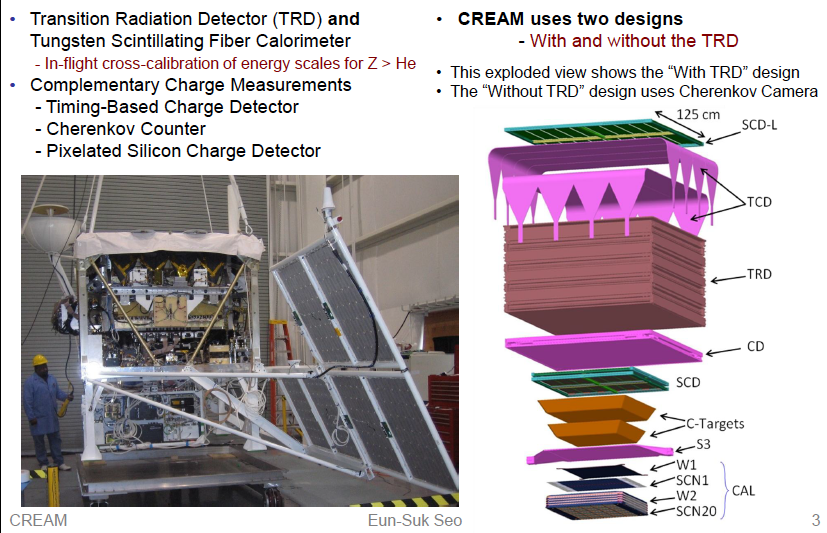 • Transition Radiation Detector (TRD) and
Tungsten Scintillating Fiber Calorimeter
- In-flight cross-calibration of energy scales for Z > He
• Complementary Charge Measurements
- Timing-Based Charge Detector
- Cherenkov Counter
- Pixelated Silicon Charge Detector
• CREAM uses two designs
- With and without the TRD
• This exploded view shows the “With TRD” design
• The “Without TRD” design uses Cherenkov Camera
125 cm
SCD-L
TCD
TRD
CD
SCD
C-Targets
S3
W1
SCN1
CAL
W2
SCN20
CREAM
Eun-Suk Seo
3